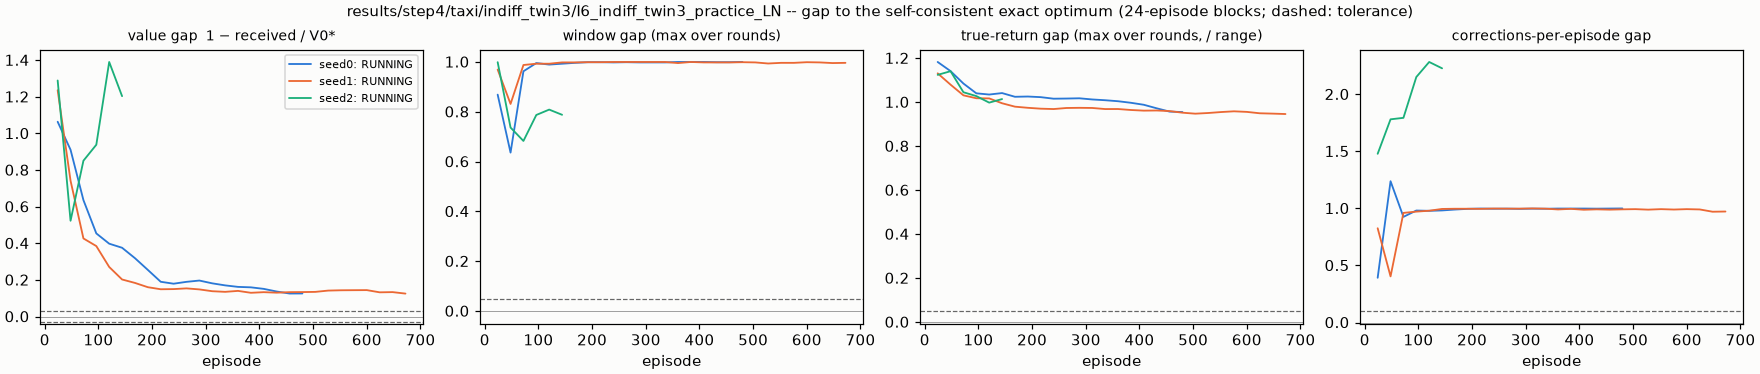 results/step4/taxi/indiff_twin3/l6_indiff_twin3_practice_LN -- gap to the self-consistent exact optimum (24-episode blocks; dashed: tolerance)
value gap 1 − received / V0*
1.4
1.2
1.0
0.8
0.6
0.4
0.2
0.0
seed0: RUNNING
seed1: RUNNING
seed2: RUNNING
0 100 200 300 400 500 600 700
episode
window gap (max over rounds)
1.0
0.8
0.6
0.4
0.2
0.0
0 100 200 300 400 500 600 700
episode
true-return gap (max over rounds, / range)
1.2
1.0
0.8
0.6
0.4
0.2
0.0
0 100 200 300 400 500 600 700
episode
corrections-per-episode gap
2.0
1.5
1.0
0.5
0.0
0 100 200 300 400 500 600 700
episode